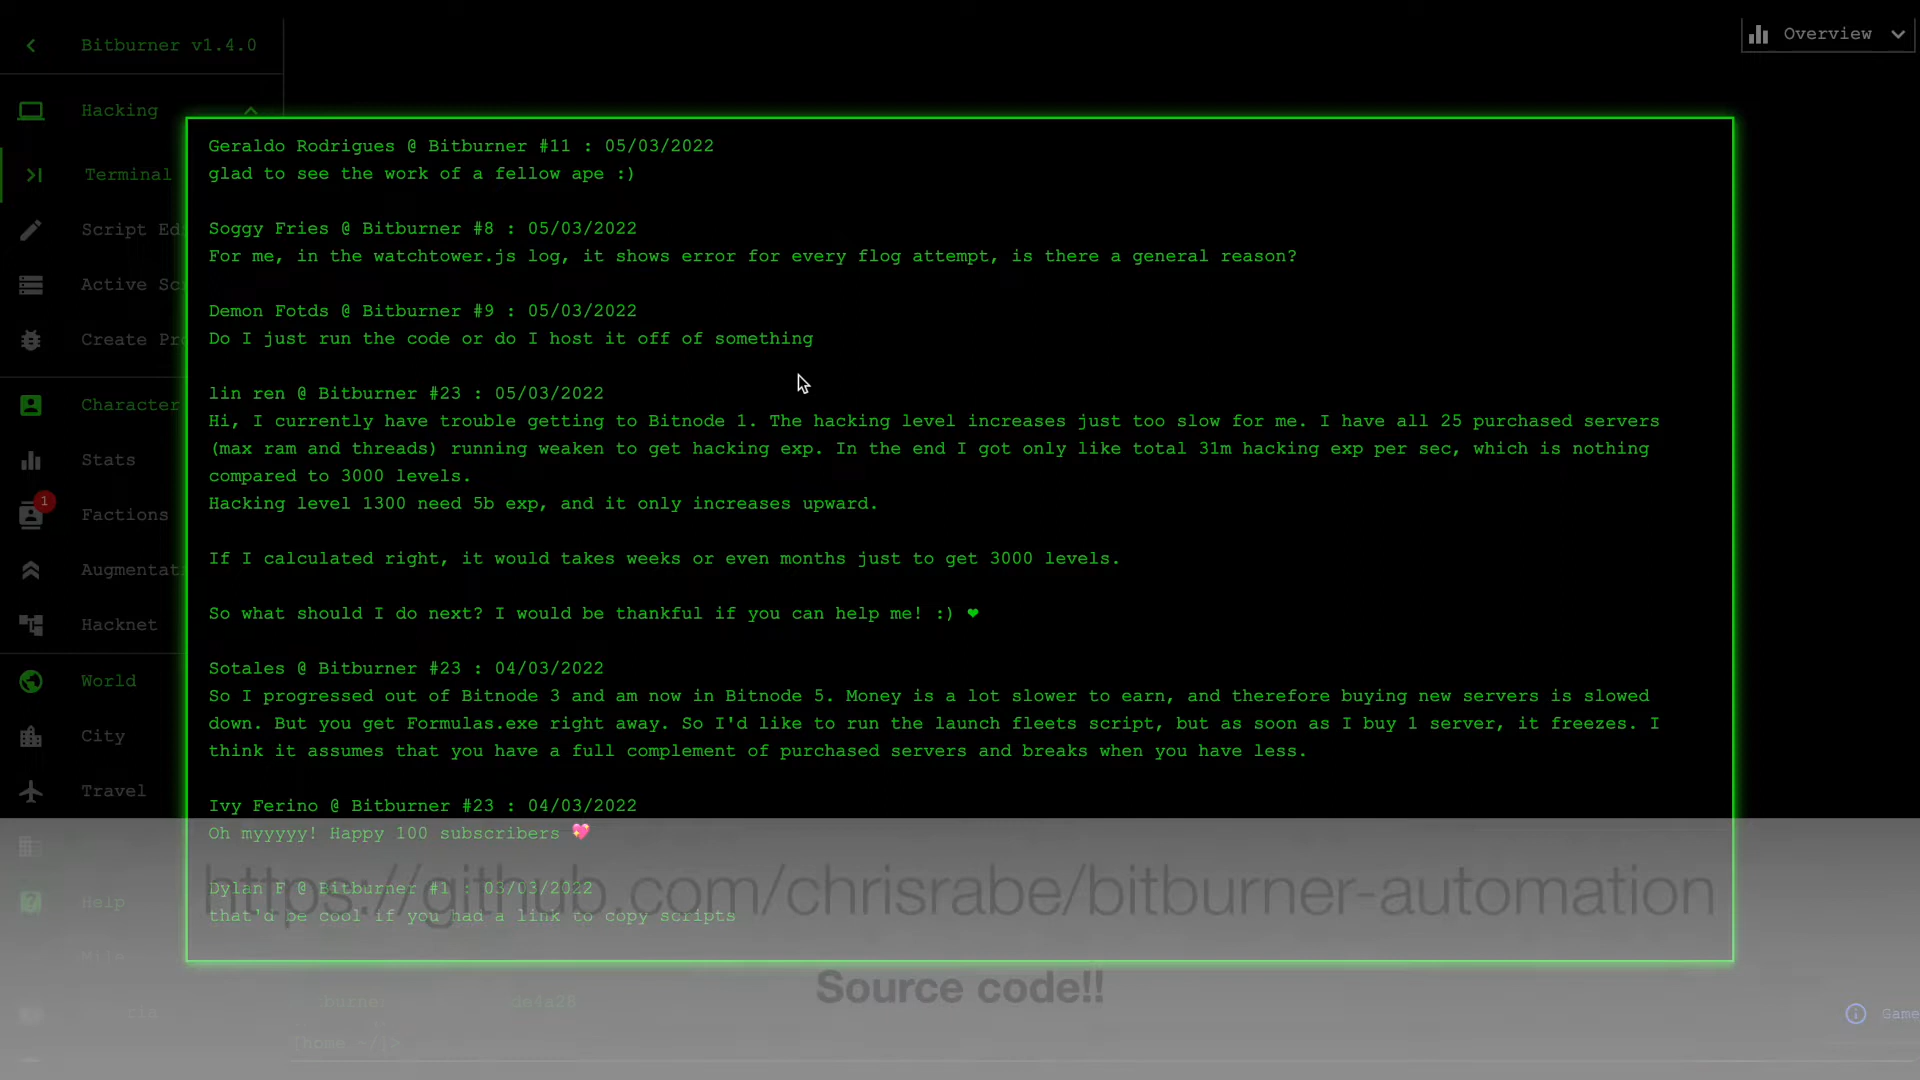 Bitburner v1.4.0
Overview
Hacking
Terminal
Script Ed
Active Sc
Create Pr
Character
Stats
Factions
1
Augmentat
Hacknet
World
City
Travel
Help
Geraldo Rodrigues @ Bitburner #11 : 05/03/2022
glad to see the work of a fellow ape :)
Soggy Fries @ Bitburner #8 : 05/03/2022
For me, in the watchtower.js log, it shows error for every flog attempt, is there a general reason?
Demon Fotds @ Bitburner #9 : 05/03/2022
Do I just run the code or do I host it off of something
lin ren @ Bitburner #23 : 05/03/2022
Hi, I currently have trouble getting to Bitnode 1. The hacking level increases just too slow for me. I have all 25 purchased servers
(max ram and threads) running weaken to get hacking exp. In the end I got only like total 31m hacking exp per sec, which is nothing
compared to 3000 levels.
Hacking level 1300 need 5b exp, and it only increases upward.
If I calculated right, it would takes weeks or even months just to get 3000 levels.
So what should I do next? I would be thankful if you can help me! :) ❤
Sotales @ Bitburner #23 : 04/03/2022
So I progressed out of Bitnode 3 and am now in Bitnode 5. Money is a lot slower to earn, and therefore buying new servers is slowed
down. But you get Formulas.exe right away. So I'd like to run the launch fleets script, but as soon as I buy 1 server, it freezes. I
think it assumes that you have a full complement of purchased servers and breaks when you have less.
Ivy Ferino @ Bitburner #23 : 04/03/2022
Oh myyyyy! Happy 100 subscribers 💖
Dylan F @ Bitburner #1 : 03/03/2022
that'd be cool if you had a link to copy scripts
https://github.com/chrisrabe/bitburner-automation
Source code!!
de4a28
[home ~/]>
Game